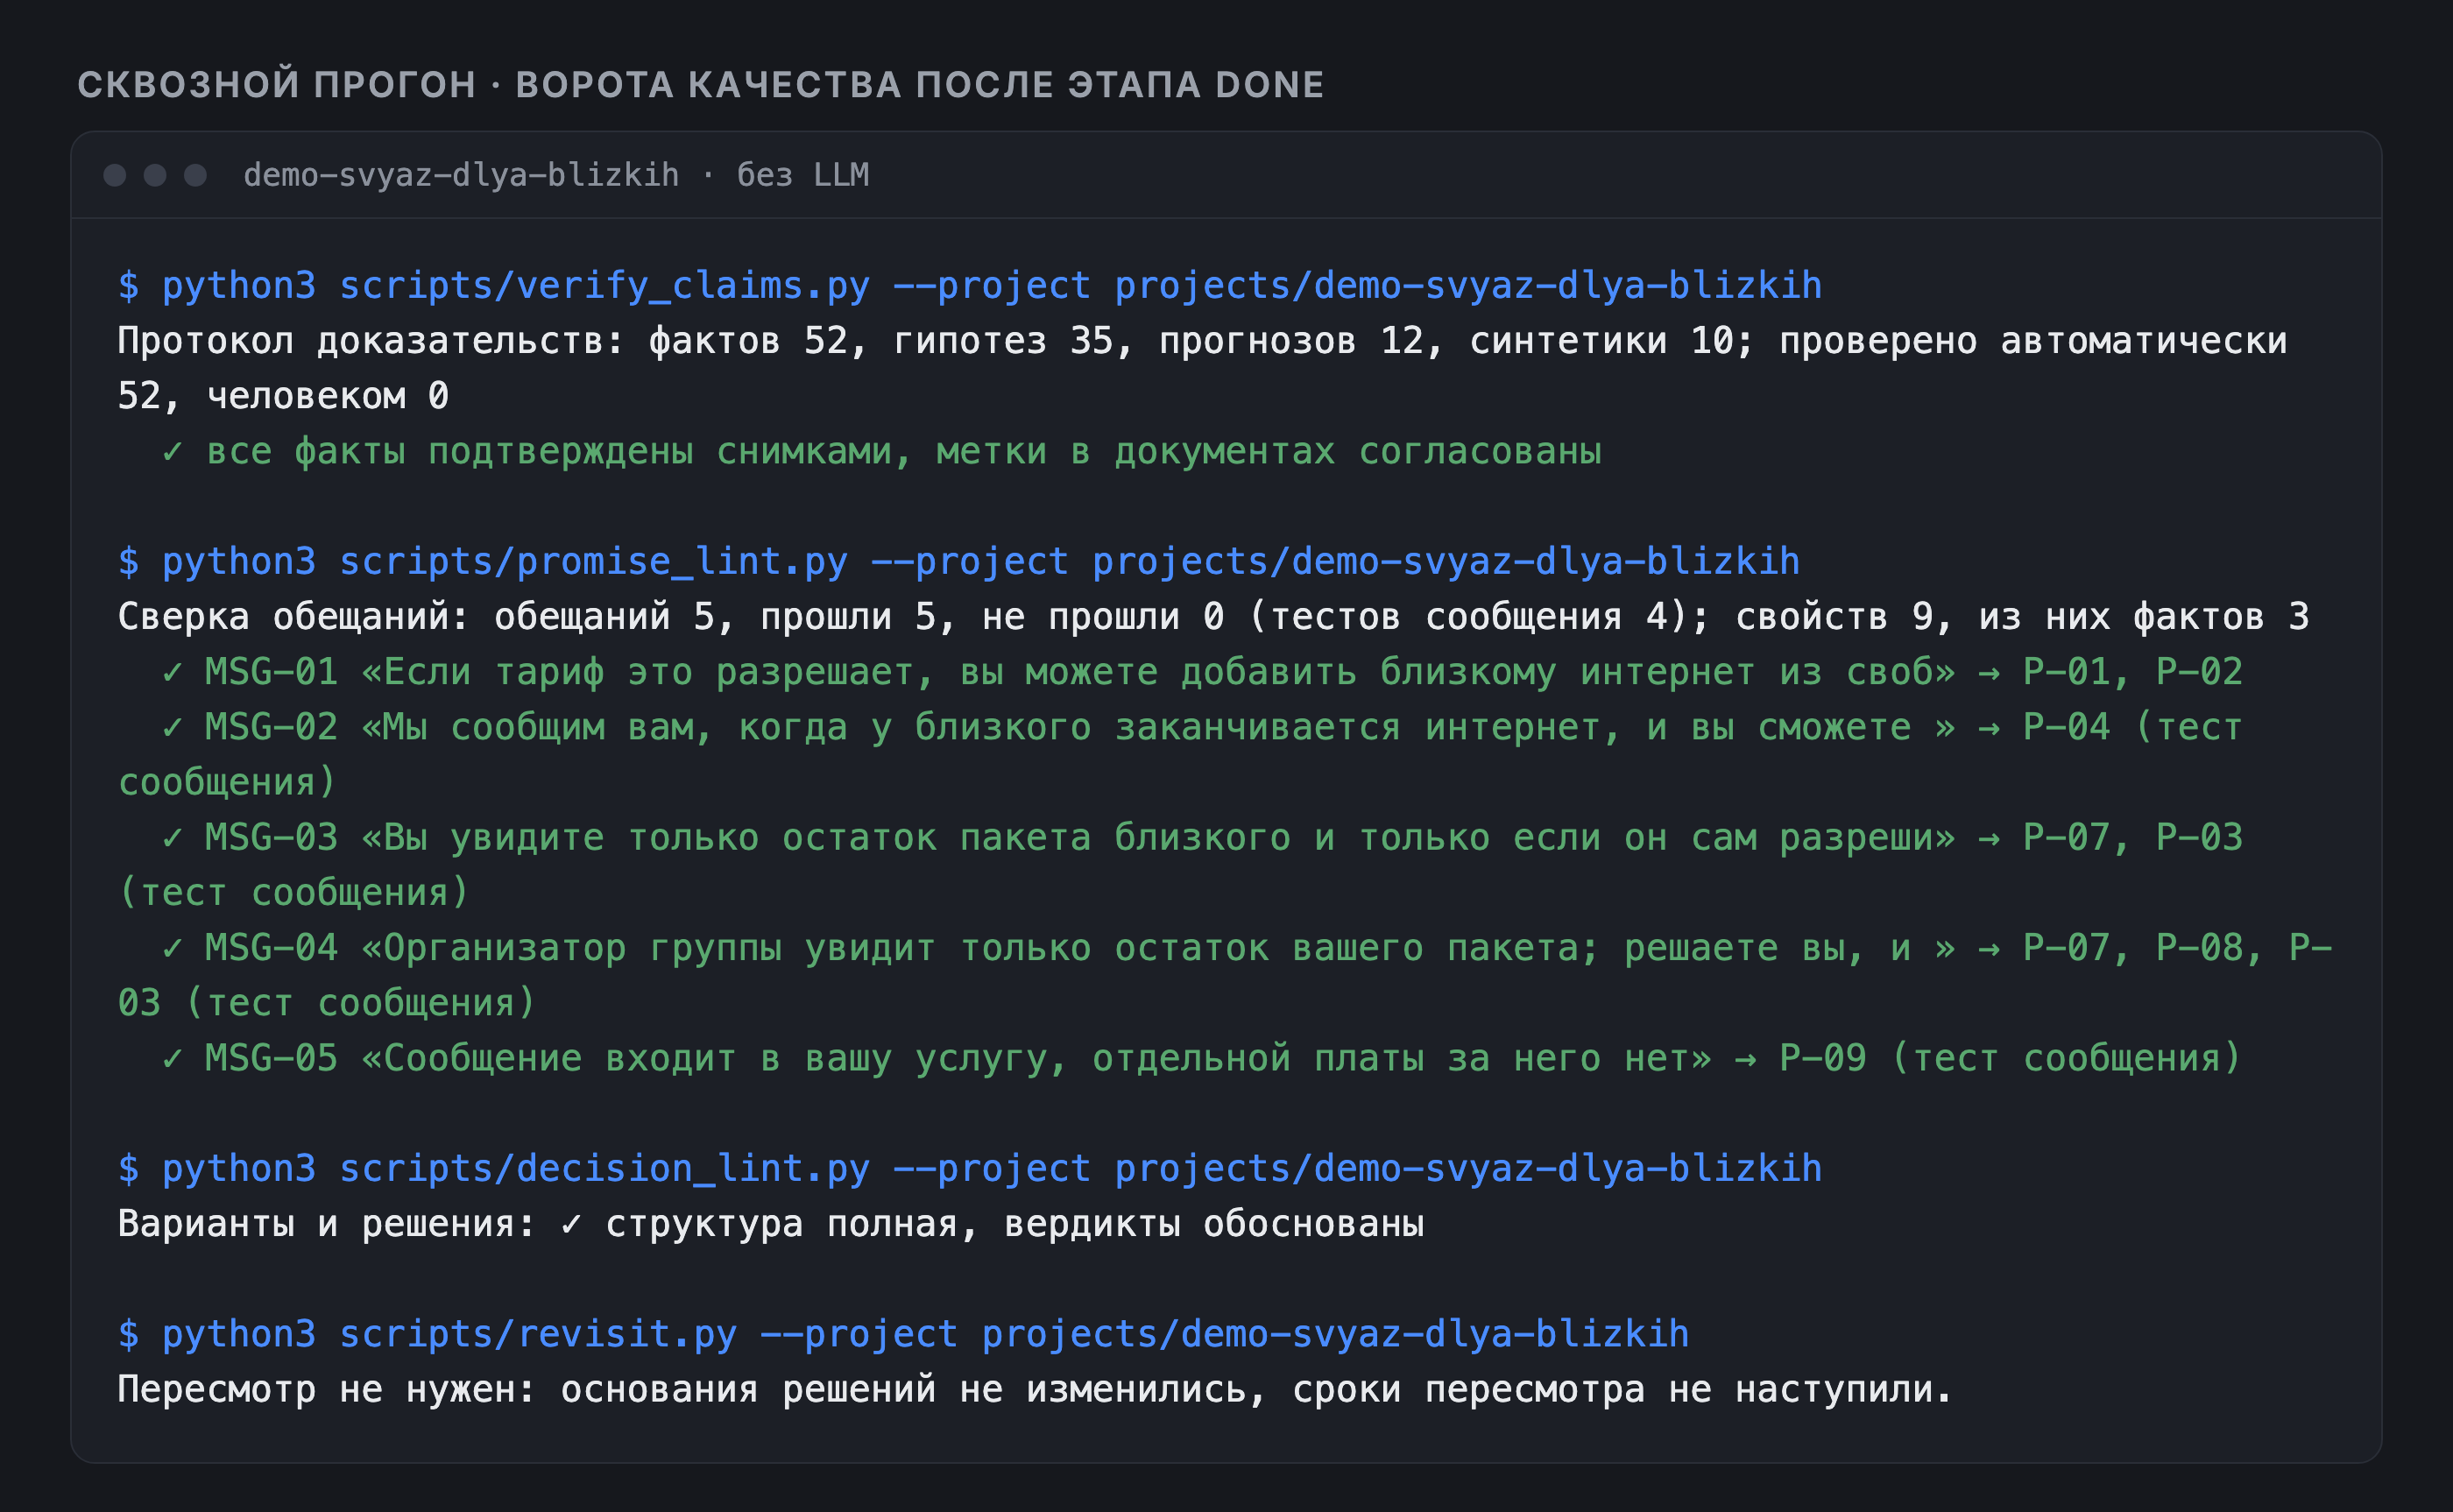 СКВОЗНОЙ ПРОГОН · ВОРОТА КАЧЕСТВА ПОСЛЕ ЭТАПА DONE
demo-svyaz-dlya-blizkih · без LLM
$ python3 scripts/verify_claims.py --project projects/demo-svyaz-dlya-blizkih
Протокол доказательств: фактов 52, гипотез 35, прогнозов 12, синтетики 10; проверено автоматически
52, человеком 0
✓ все факты подтверждены снимками, метки в документах согласованы
$ python3 scripts/promise_lint.py --project projects/demo-svyaz-dlya-blizkih
Сверка обещаний: обещаний 5, прошли 5, не прошли 0 (тестов сообщения 4); свойств 9, из них фактов 3
✓ MSG-01 «Если тариф это разрешает, вы можете добавить близкому интернет из своб» → P-01, P-02
✓ MSG-02 «Мы сообщим вам, когда у близкого заканчивается интернет, и вы сможете » → P-04 (тест
сообщения)
✓ MSG-03 «Вы увидите только остаток пакета близкого и только если он сам разреши» → P-07, P-03
(тест сообщения)
✓ MSG-04 «Организатор группы увидит только остаток вашего пакета; решаете вы, и » → P-07, P-08, P-
03 (тест сообщения)
✓ MSG-05 «Сообщение входит в вашу услугу, отдельной платы за него нет» → P-09 (тест сообщения)
$ python3 scripts/decision_lint.py --project projects/demo-svyaz-dlya-blizkih
Варианты и решения: ✓ структура полная, вердикты обоснованы
$ python3 scripts/revisit.py --project projects/demo-svyaz-dlya-blizkih
Пересмотр не нужен: основания решений не изменились, сроки пересмотра не наступили.